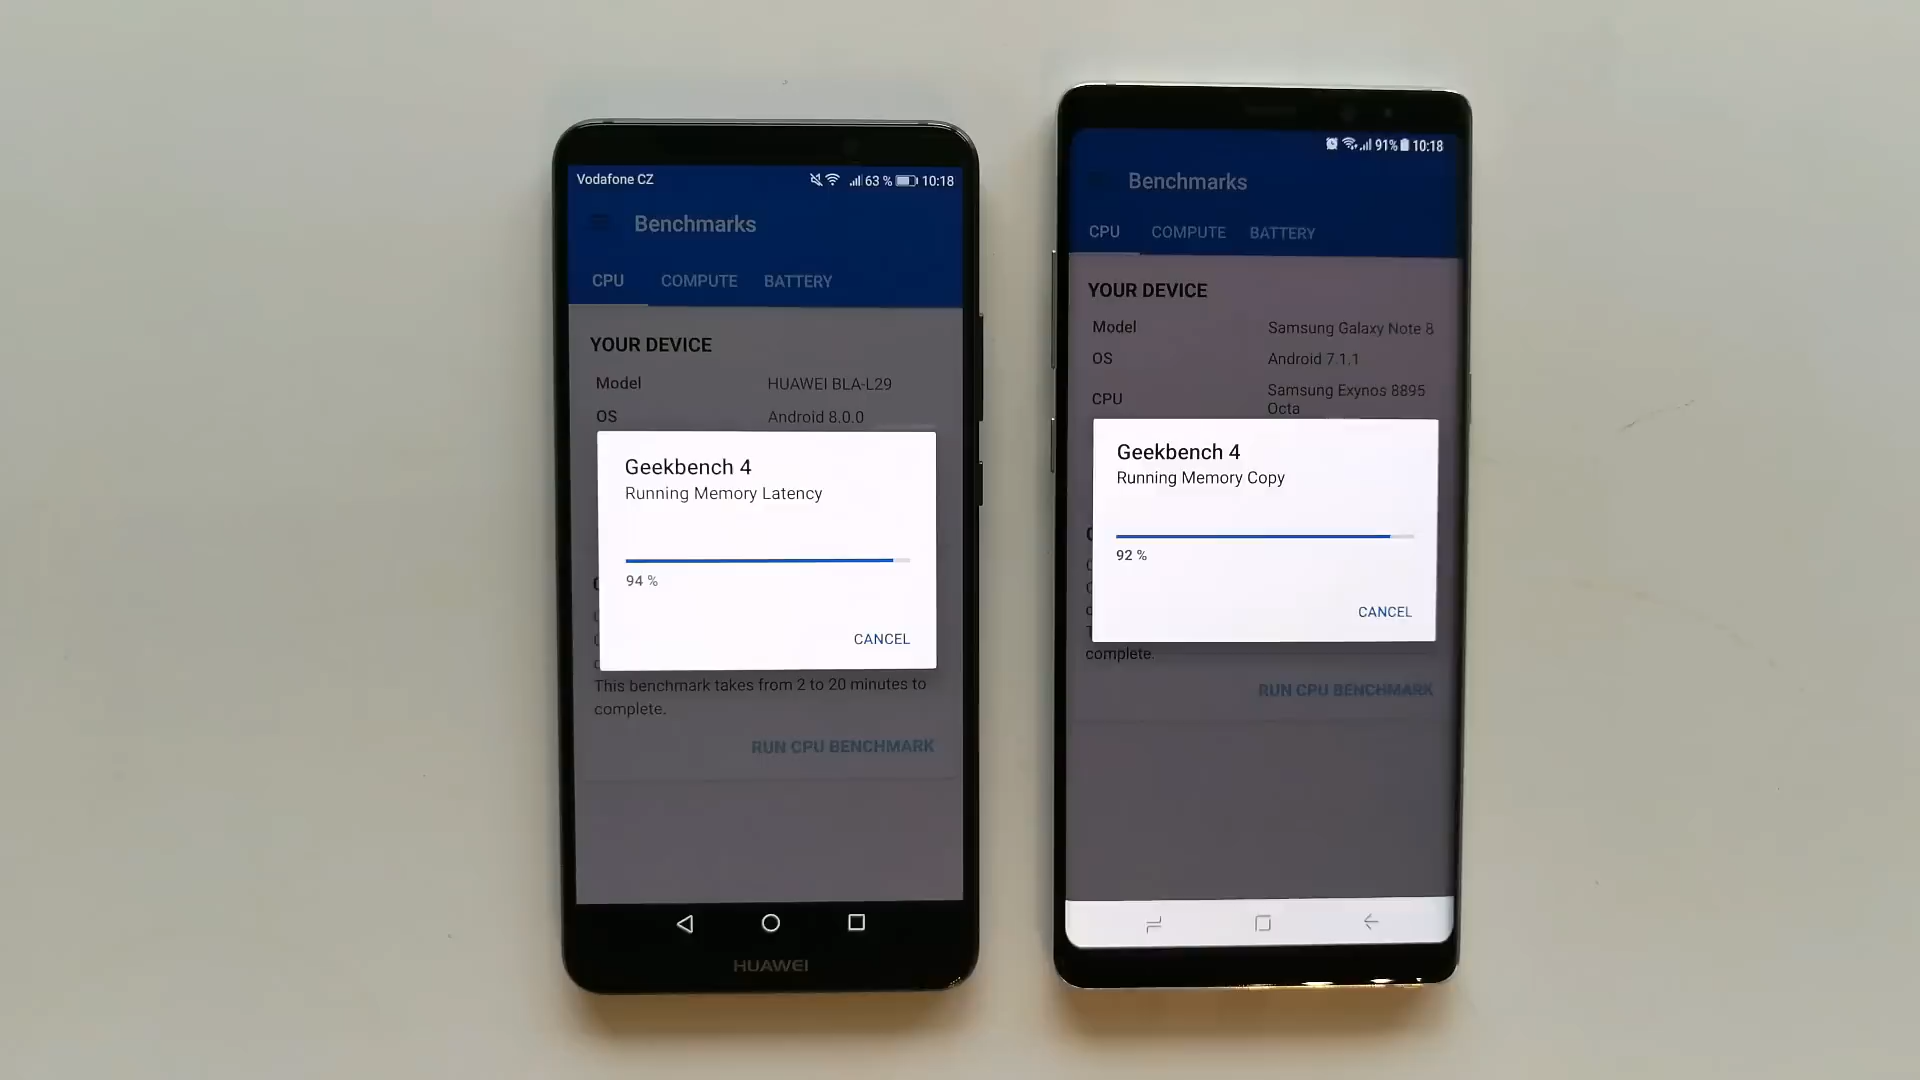 Vodafone CZ
63 % 10:18
Benchmarks
CPU COMPUTE BATTERY
YOUR DEVICE
Model HUAWEI BLA-L29
OS Android 8.0.0
Geekbench 4
Running Memory Latency
94 %
CANCEL
This benchmark takes from 2 to 20 minutes to
complete.
RUN CPU BENCHMARK
HUAWEI
91% 10:18
Benchmarks
CPU COMPUTE BATTERY
YOUR DEVICE
Model Samsung Galaxy Note 8
OS Android 7.1.1
CPU Samsung Exynos 8895
Octa
Geekbench 4
Running Memory Copy
92 %
CANCEL
complete.
RUN CPU BENCHMARK